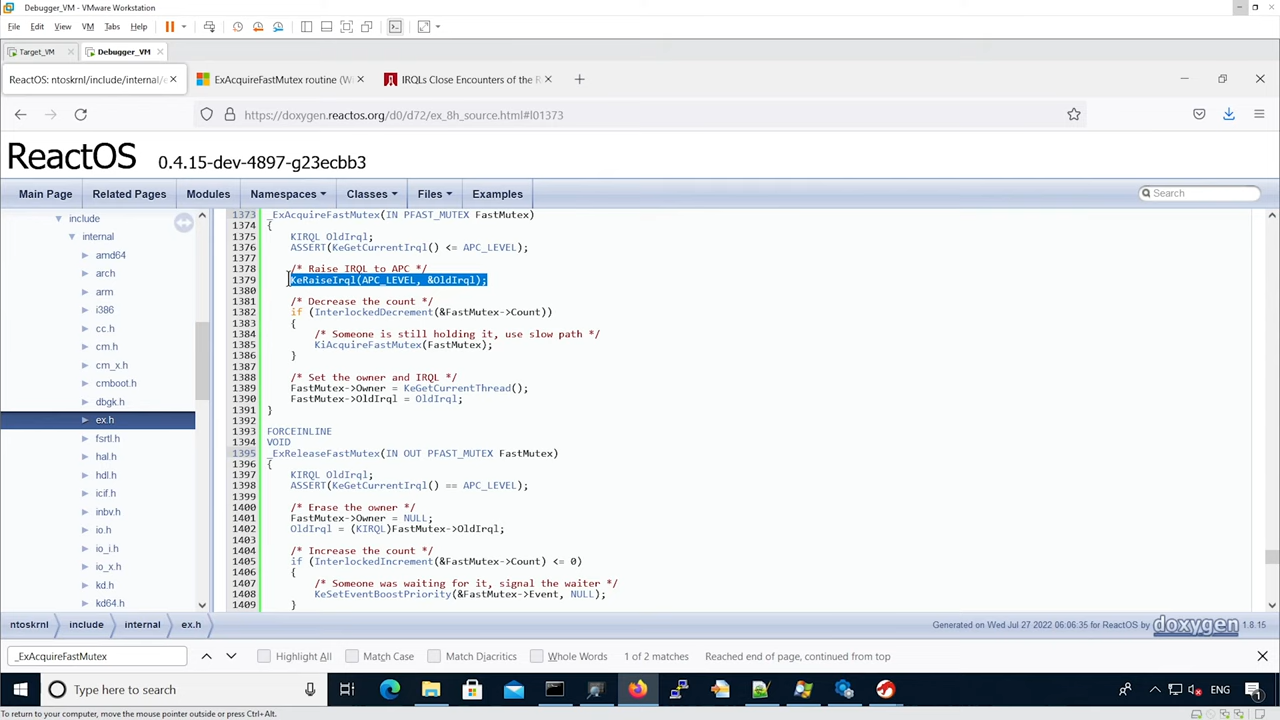 Debugger_VM - VMware Workstation
File Edit View VM Tabs Help
Target_VM Debugger_VM
ReactOS: ntoskrnl/include/internal/e ExAcquireFastMutex routine (Wi IRQLs Close Encounters of the R
https://doxygen.reactos.org/d0/d72/ex_8h_source.html#l01373
ReactOS 0.4.15-dev-4897-g23ecbb3
Main Page Related Pages Modules Namespaces Classes Files Examples Search
include
internal
amd64
arch
arm
i386
cc.h
cm.h
cm_x.h
cmboot.h
dbgk.h
ex.h
fsrtl.h
hal.h
hdl.h
icif.h
inbv.h
io.h
io_i.h
io_x.h
kd.h
kd64.h
1373 _ExAcquireFastMutex(IN PFAST_MUTEX FastMutex)
1374 {
1375 KIRQL OldIrql;
1376 ASSERT(KeGetCurrentIrql() <= APC_LEVEL);
1377
1378 /* Raise IRQL to APC */
1379 KeRaiseIrql(APC_LEVEL, &OldIrql);
1380
1381 /* Decrease the count */
1382 if (InterlockedDecrement(&FastMutex->Count))
1383 {
1384 /* Someone is still holding it, use slow path */
1385 KiAcquireFastMutex(FastMutex);
1386 }
1387
1388 /* Set the owner and IRQL */
1389 FastMutex->Owner = KeGetCurrentThread();
1390 FastMutex->OldIrql = OldIrql;
1391 }
1392
1393 FORCEINLINE
1394 VOID
1395 _ExReleaseFastMutex(IN OUT PFAST_MUTEX FastMutex)
1396 {
1397 KIRQL OldIrql;
1398 ASSERT(KeGetCurrentIrql() == APC_LEVEL);
1399
1400 /* Erase the owner */
1401 FastMutex->Owner = NULL;
1402 OldIrql = (KIRQL)FastMutex->OldIrql;
1403
1404 /* Increase the count */
1405 if (InterlockedIncrement(&FastMutex->Count) <= 0)
1406 {
1407 /* Someone was waiting for it, signal the waiter */
1408 KeSetEventBoostPriority(&FastMutex->Event, NULL);
1409 }
ntoskrnl include internal ex.h Generated on Wed Jul 27 2022 06:06:35 for ReactOS by doxygen 1.8.15
_ExAcquireFastMutex Highlight All Match Case Match Diacritics Whole Words 1 of 2 matches Reached end of page, continued from top
Type here to search ENG
To return to your computer, move the mouse pointer outside or press Ctrl+Alt.